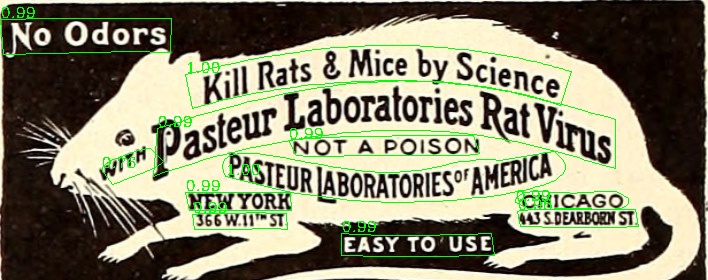 No Odors
Kill Rats & Mice by Science
WITH Pasteur Laboratories Rat Virus
NOT A POISON
PASTEUR LABORATORIES OF AMERICA
NEW YORK
366 W. 11TH ST
CHICAGO
443 S. DEARBORN ST
EASY TO USE